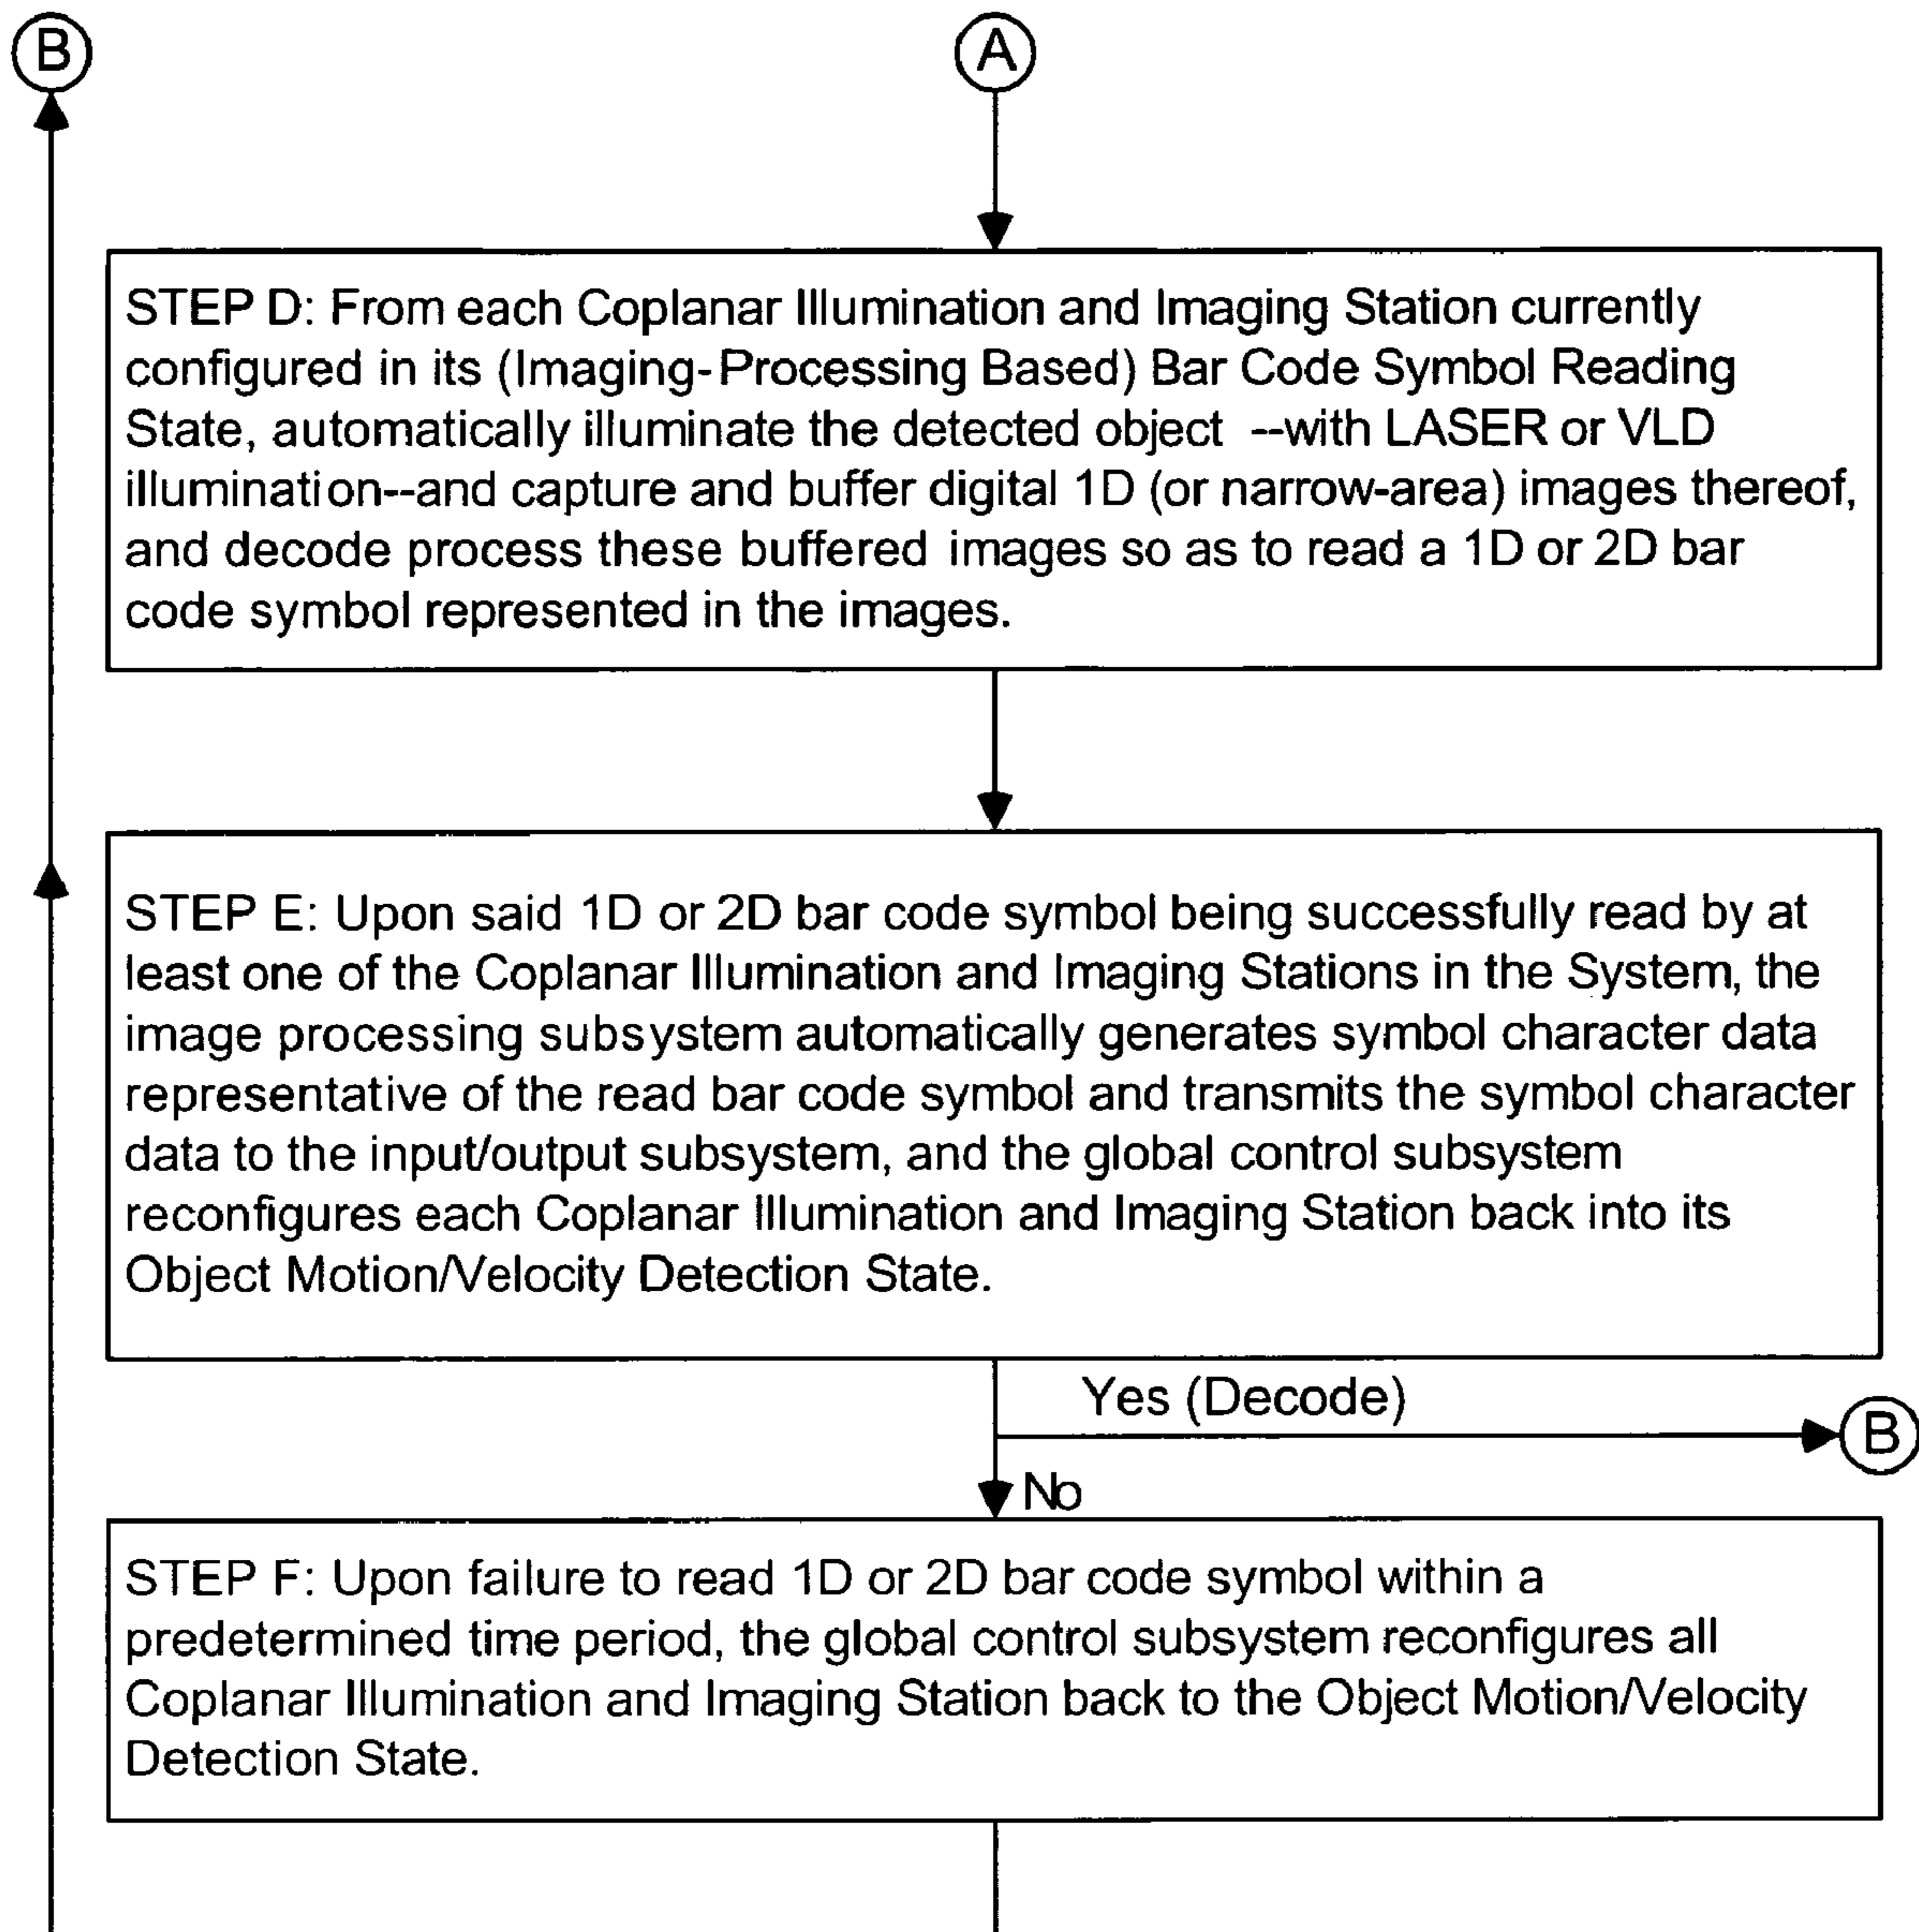 B
A
STEP D: From each Coplanar Illumination and Imaging Station currently
configured in its (Imaging-Processing Based) Bar Code Symbol Reading
State, automatically illuminate the detected object --with LASER or VLD
illumination--and capture and buffer digital 1D (or narrow-area) images thereof,
and decode process these buffered images so as to read a 1D or 2D bar
code symbol represented in the images.
STEP E: Upon said 1D or 2D bar code symbol being successfully read by at
least one of the Coplanar Illumination and Imaging Stations in the System, the
image processing subsystem automatically generates symbol character data
representative of the read bar code symbol and transmits the symbol character
data to the input/output subsystem, and the global control subsystem
reconfigures each Coplanar Illumination and Imaging Station back into its
Object Motion/Velocity Detection State.
Yes (Decode)
B
No
STEP F: Upon failure to read 1D or 2D bar code symbol within a
predetermined time period, the global control subsystem reconfigures all
Coplanar Illumination and Imaging Station back to the Object Motion/Velocity
Detection State.